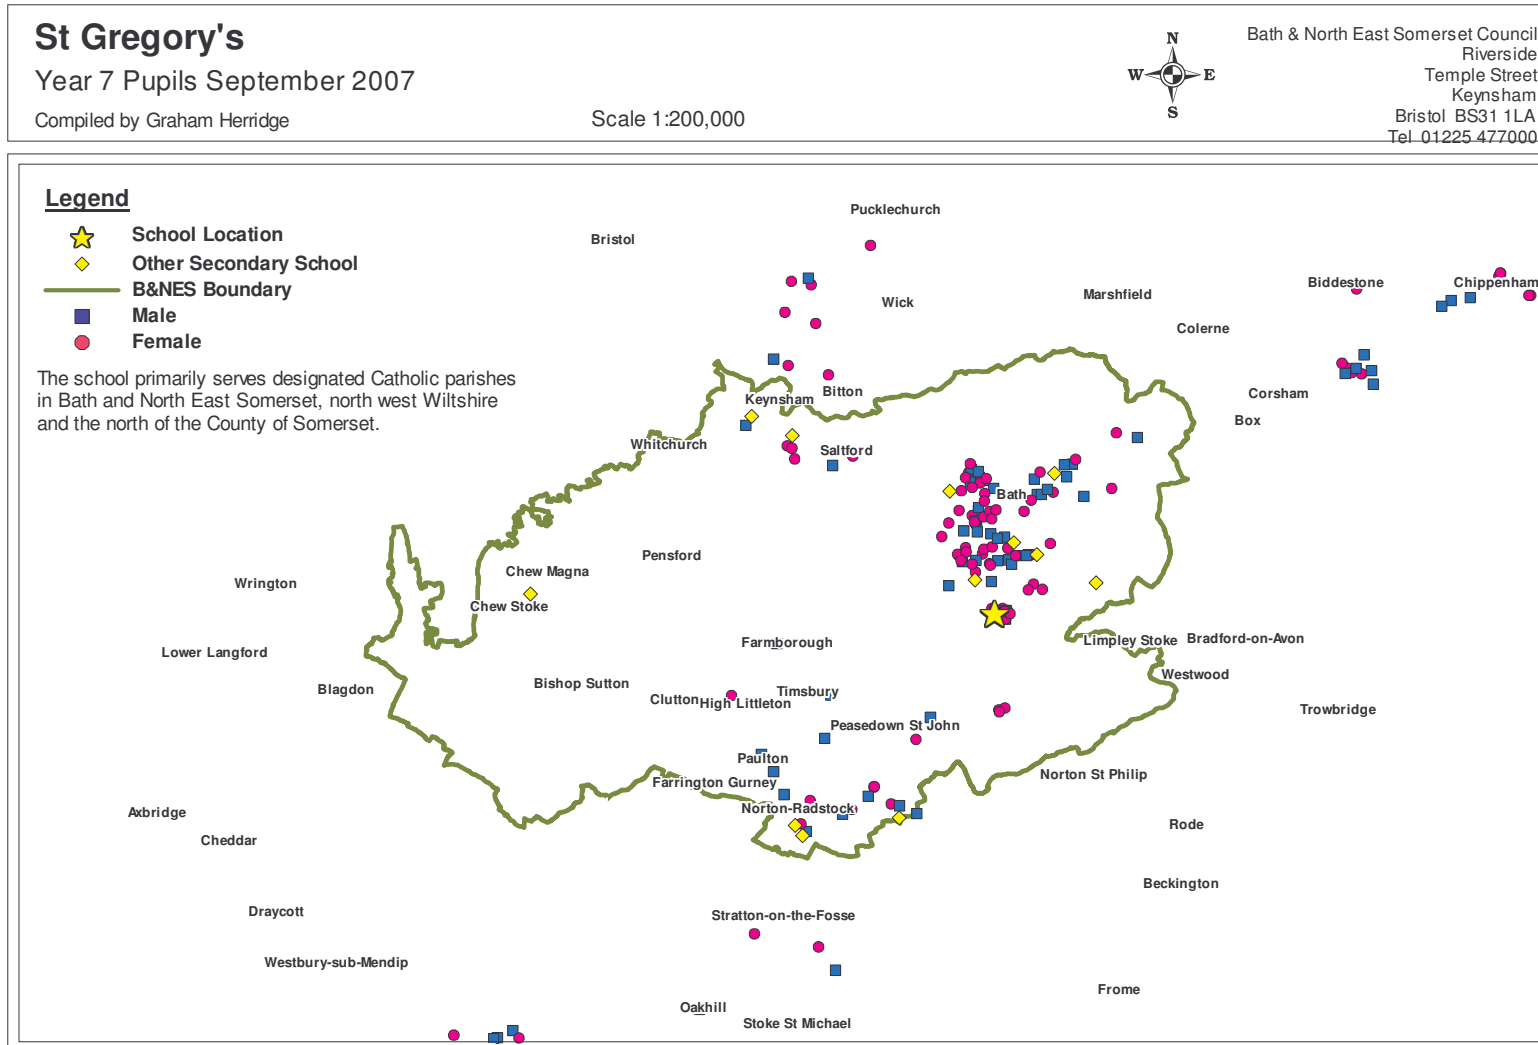 St Gregory's
Year 7 Pupils September 2007
Compiled by Graham Herridge
Scale 1:200,000
N
W E
S
Bath & North East Somerset Council
Riverside
Temple Street
Keynsham
Bristol BS31 1LA
Tel 01225 477000
Legend
School Location
Other Secondary School
B&NES Boundary
Male
Female
The school primarily serves designated Catholic parishes
in Bath and North East Somerset, north west Wiltshire
and the north of the County of Somerset.
Pucklechurch
Bristol
Biddestone
Chippenham
Wick
Marshfield
Colerne
Bitton
Keynsham
Corsham
Box
Whitchurch
Saltford
Bath
Pensford
Chew Magna
Wrington
Chew Stoke
Farmborough
Limpley Stoke
Bradford-on-Avon
Lower Langford
Westwood
Blagdon
Bishop Sutton
Clutton
High Littleton
Timsbury
Trowbridge
Peasedown St John
Paulton
Farrington Gurney
Norton St Philip
Norton-Radstock
Axbridge
Rode
Cheddar
Beckington
Draycott
Stratton-on-the-Fosse
Westbury-sub-Mendip
Frome
Oakhill
Stoke St Michael